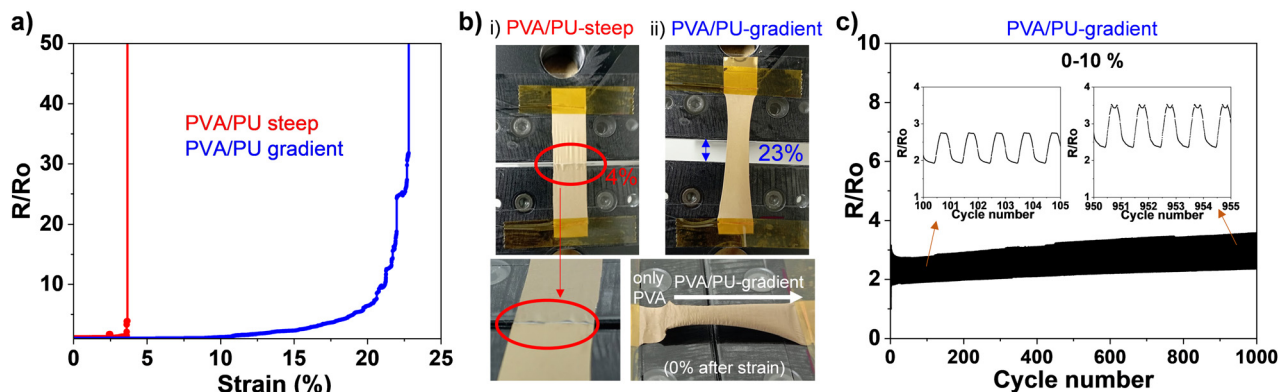 a)
50
40
30
20
10
R/Ro
PVA/PU steep
PVA/PU gradient
0
5
10
15
20
25
Strain (%)
b) i) PVA/PU-steep
ii) PVA/PU-gradient
4%
23%
only
PVA
PVA/PU-gradient
(0% after strain)
c)
PVA/PU-gradient
0-10 %
10
8
6
4
2
0
R/Ro
4
3
2
1
R/Ro
100 101 102 103 104 105
Cycle number
4
3
2
1
R/Ro
950 951 952 953 954 955
Cycle number
0 200 400 600 800 1000
Cycle number